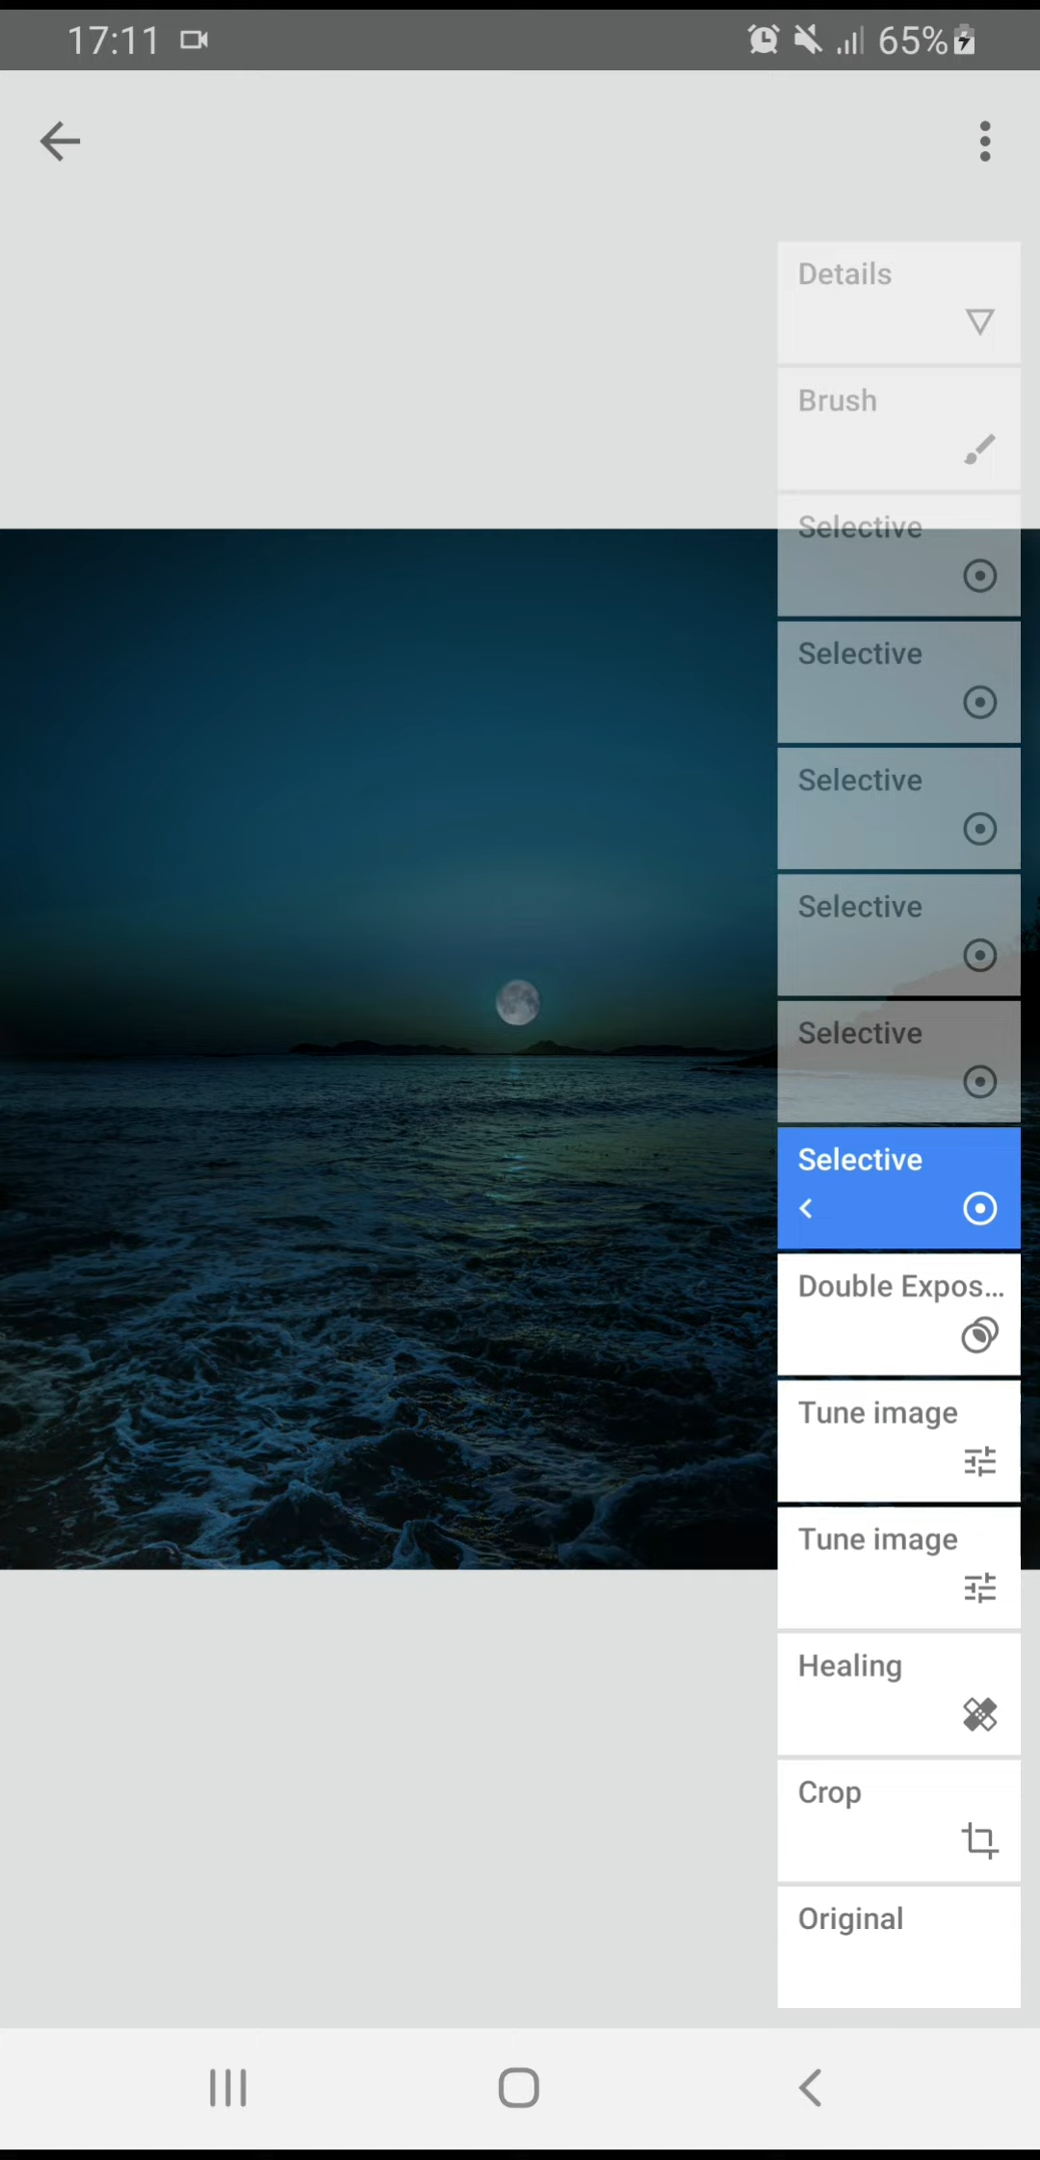 17:11 65%
Details
Brush
Selective
Selective
Selective
Selective
Selective
Selective
Double Expos...
Tune image
Tune image
Healing
Crop
Original